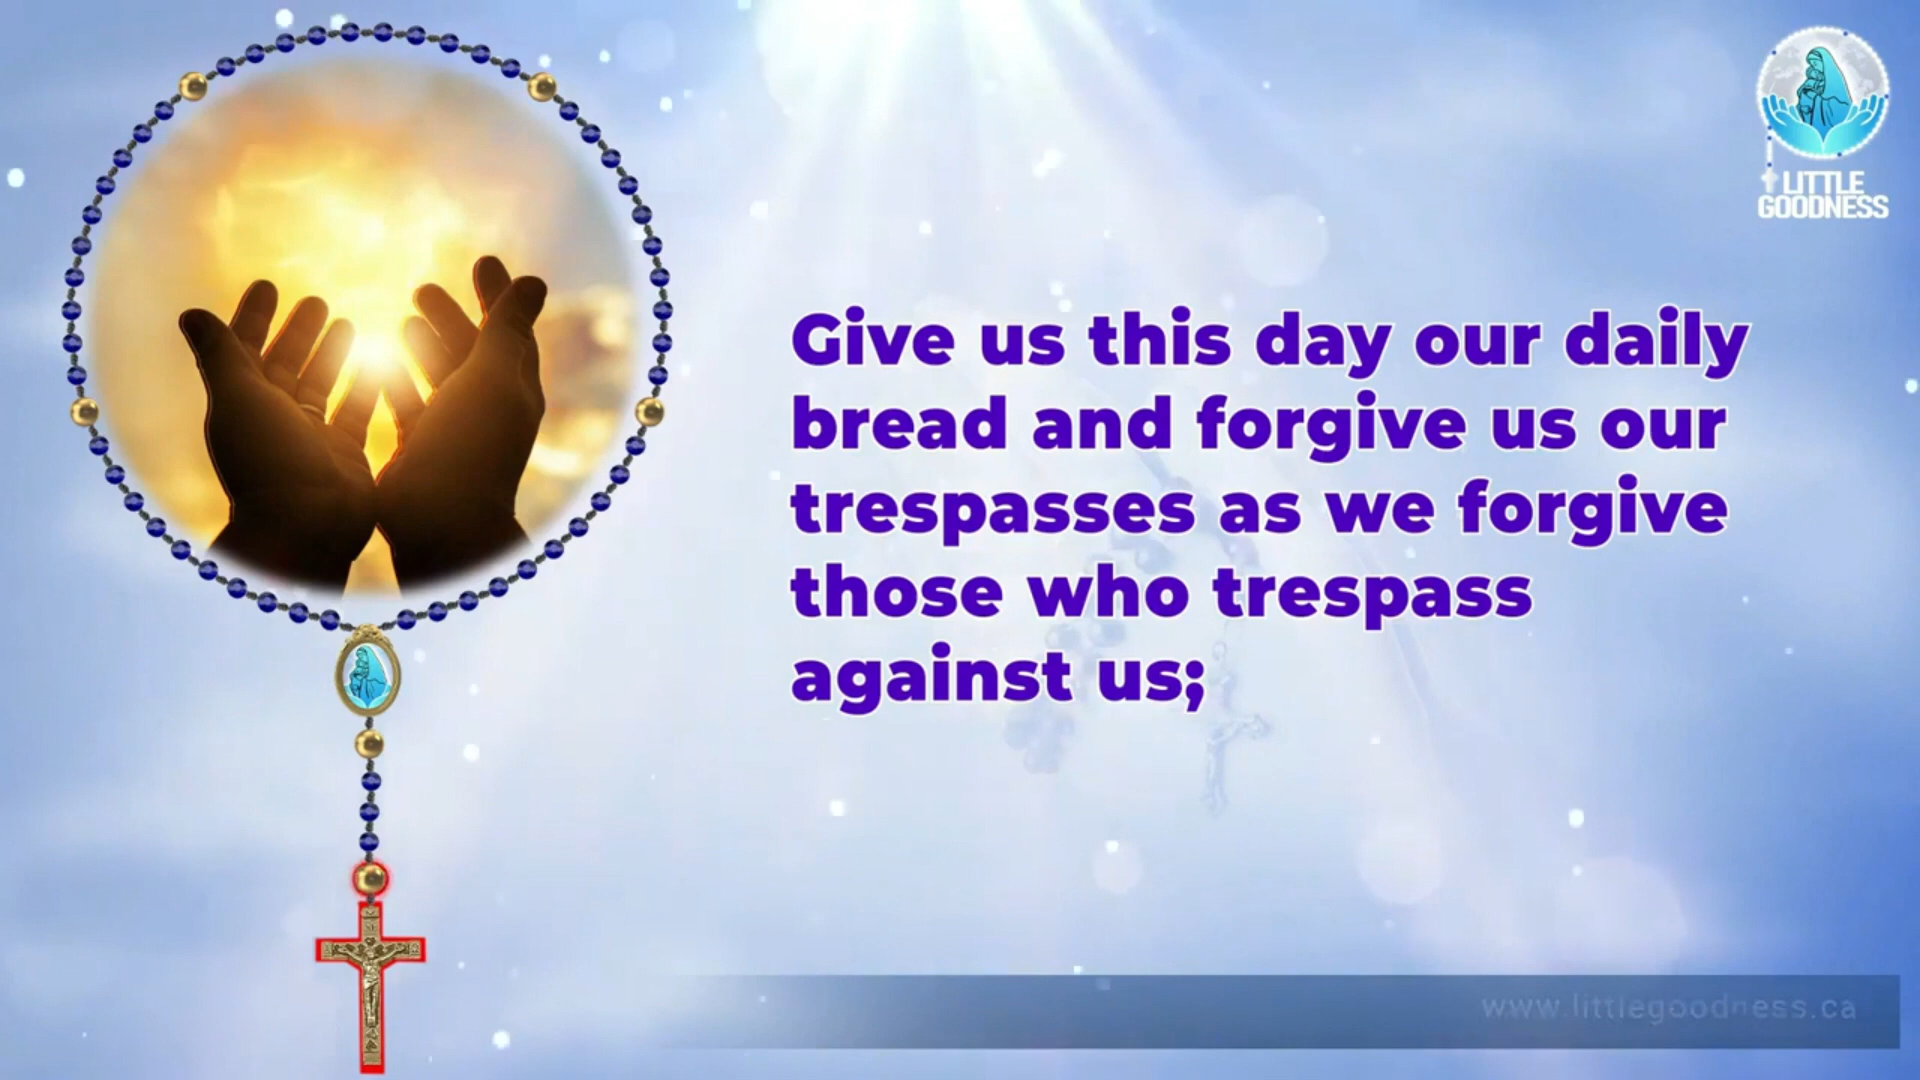 LITTLE
GOODNESS
Give us this day our daily
bread and forgive us our
trespasses as we forgive
those who trespass
against us;
www.littlegoodness.ca